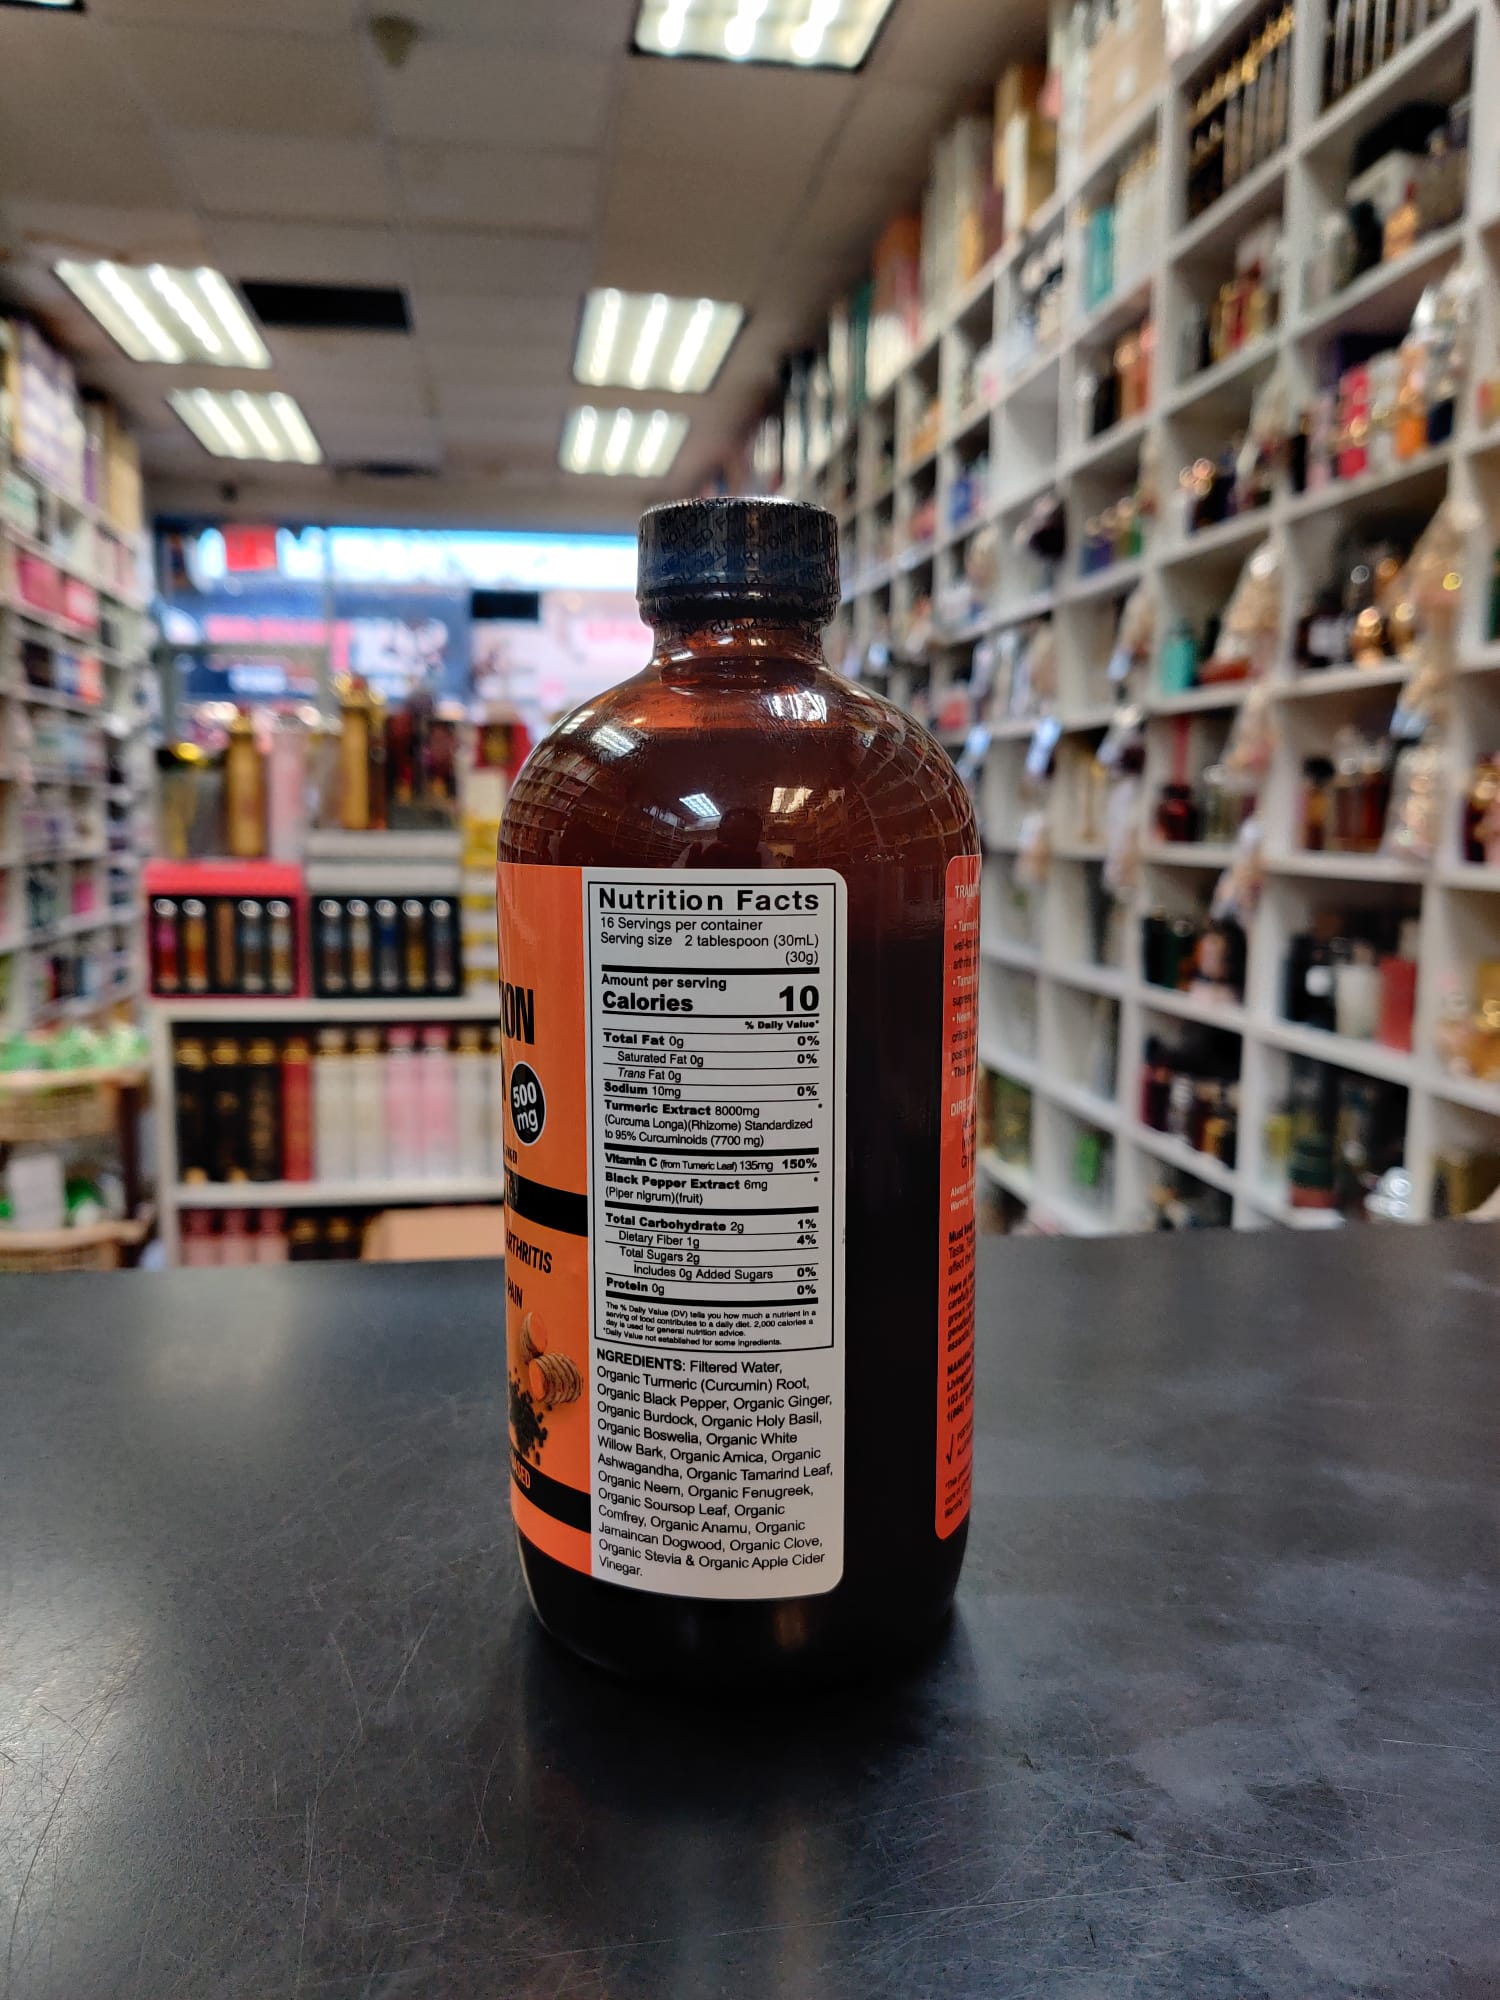 SEALED FOR YOUR
TION
500
mg
ARTHRITIS
PAIN
Nutrition Facts
16 Servings per container
Serving size 2 tablespoon (30mL)
(30g)
Amount per serving
Calories 10
% Daily Value*
Total Fat 0g 0%
Saturated Fat 0g 0%
Trans Fat 0g
Sodium 10mg 0%
Turmeric Extract 8000mg *
(Curcuma Longa)(Rhizome) Standardized
to 95% Curcuminoids (7700 mg)
Vitamin C (from Tumeric Leaf) 135mg 150%
Black Pepper Extract 6mg *
(Piper nigrum)(fruit)
Total Carbohydrate 2g 1%
Dietary Fiber 1g 4%
Total Sugars 2g
Includes 0g Added Sugars 0%
Protein 0g 0%
The % Daily Value (DV) tells you how much a nutrient in a
serving of food contributes to a daily diet. 2,000 calories a
day is used for general nutrition advice.
*Daily Value not established for some ingredients.
NGREDIENTS: Filtered Water,
Organic Turmeric (Curcumin) Root,
Organic Black Pepper, Organic Ginger,
Organic Burdock, Organic Holy Basil,
Organic Boswelia, Organic White
Willow Bark, Organic Arnica, Organic
Ashwagandha, Organic Tamarind Leaf,
Organic Neem, Organic Fenugreek,
Organic Soursop Leaf, Organic
Comfrey, Organic Anamu, Organic
Jamaincan Dogwood, Organic Clove,
Organic Stevia & Organic Apple Cider
Vinegar.